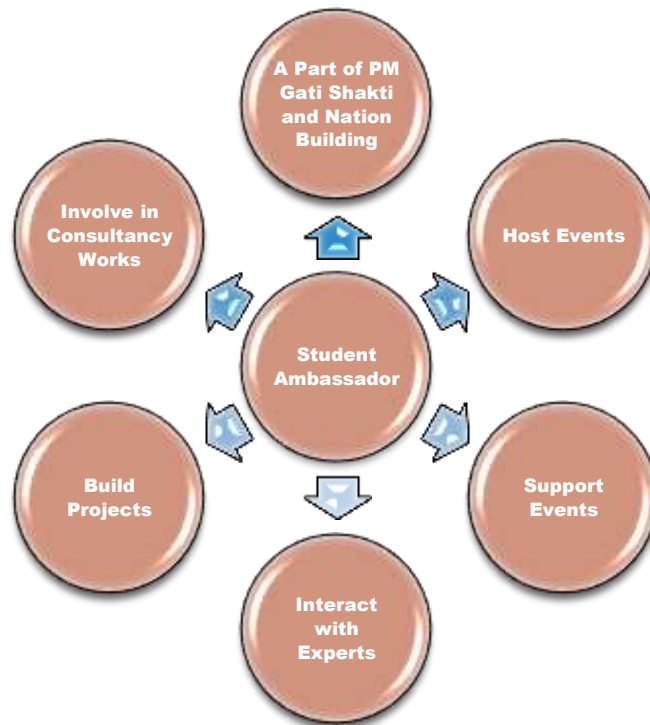 A Part of PM
Gati Shakti
and Nation
Building
Involve in
Consultancy
Works
Host Events
Student
Ambassador
Build
Projects
Support
Events
Interact
with
Experts